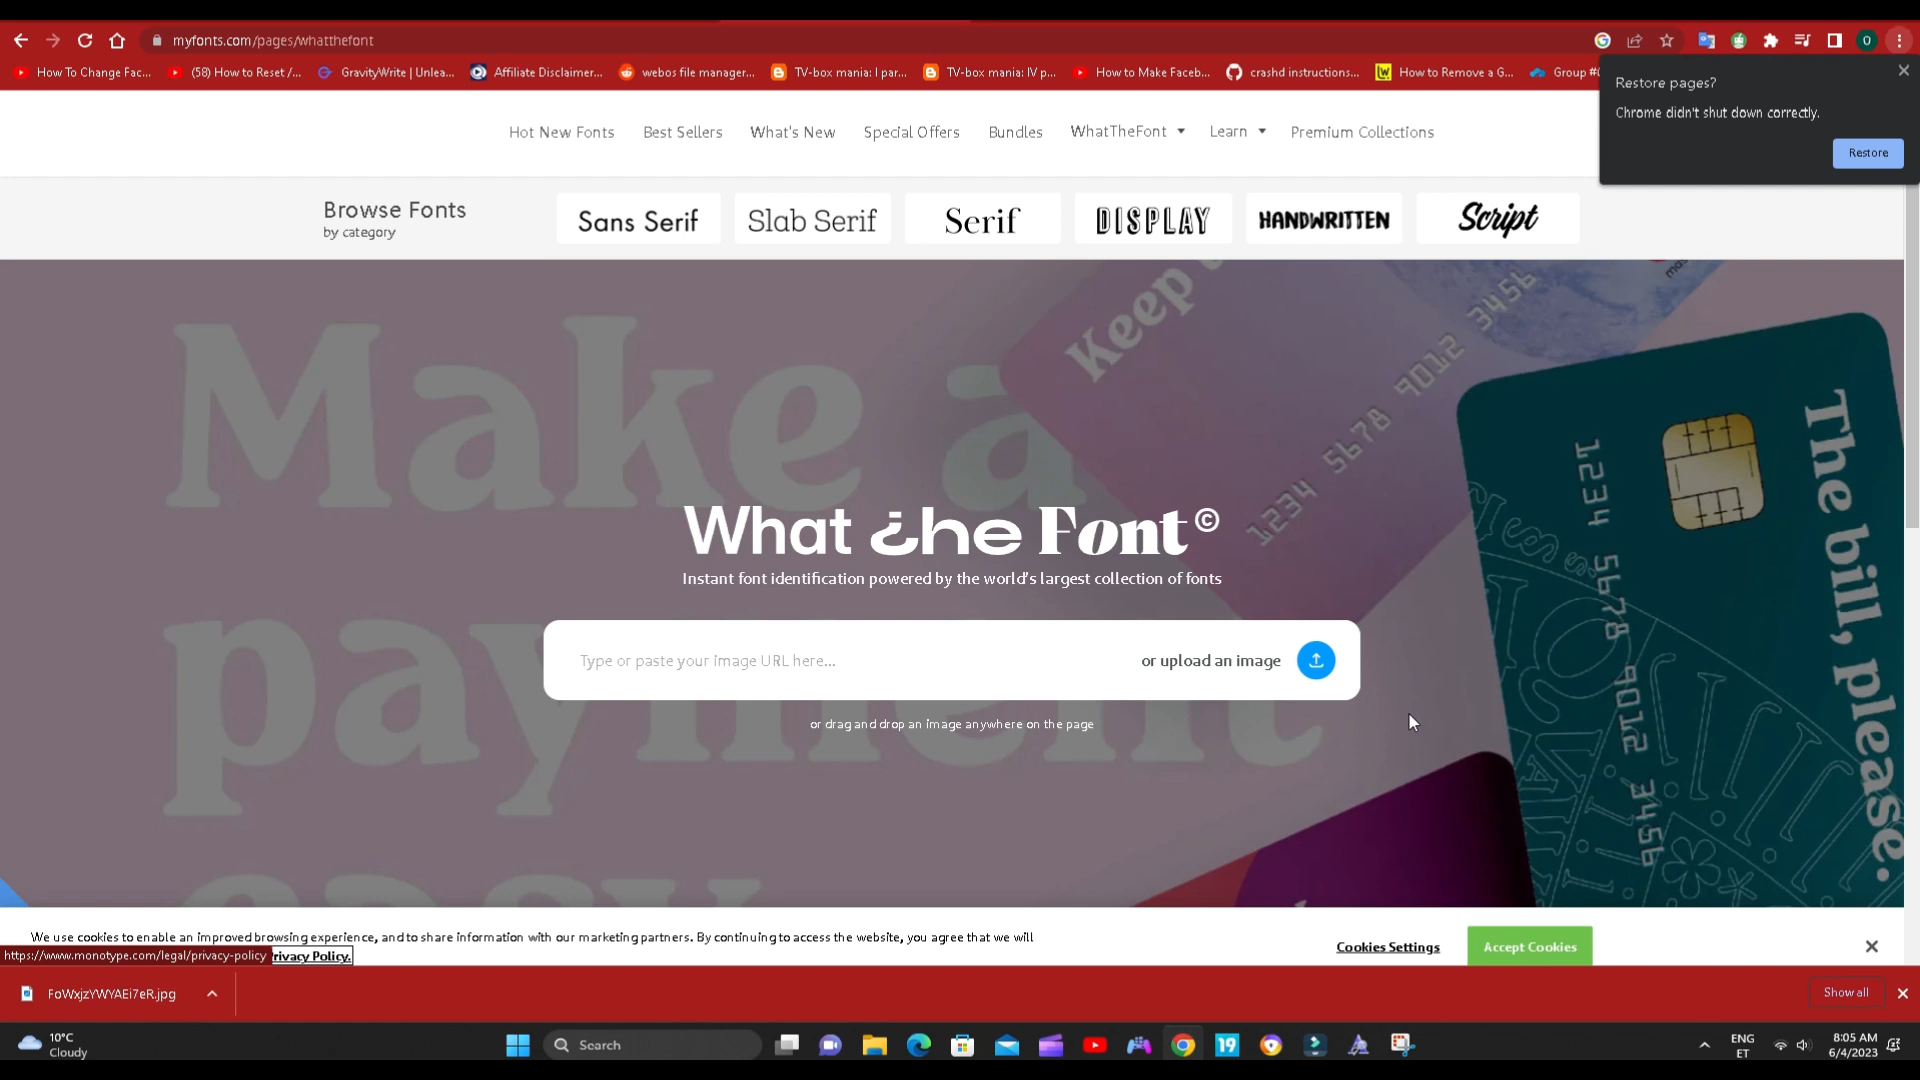 myfonts.com/pages/whatthefont
How To Change Fac... (58) How to Reset /... GravityWrite | Unlea... Affiliate Disclaimer... webos file manager... TV-box mania: I par... TV-box mania: IV p... How to Make Faceb... crashd instructions... How to Remove a G... Group #
Restore pages?
Chrome didn't shut down correctly.
Restore
Hot New Fonts Best Sellers What's New Special Offers Bundles WhatTheFont Learn Premium Collections
Browse Fonts
by category
Sans Serif Slab Serif Serif DISPLAY HANDWRITTEN Script
Make a
payment
easy
Keep
1234 5678 9012 3456
1234 5678 9012 3456
The bill, please.
What the Font©
Instant font identification powered by the world's largest collection of fonts
Type or paste your image URL here... or upload an image
or drag and drop an image anywhere on the page
We use cookies to enable an improved browsing experience, and to share information with our marketing partners. By continuing to access the website, you agree that we will
https://www.monotype.com/legal/privacy-policy rivacy Policy.
Cookies Settings Accept Cookies
FoWxjzYWYAEi7eR.jpg
Show all
10°C
Cloudy
Search
19
ENG
ET
8:05 AM
6/4/2023